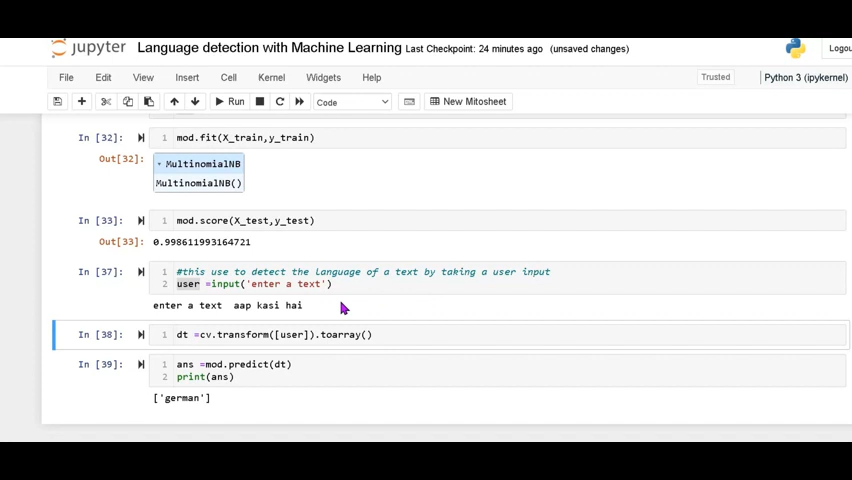 jupyter Language detection with Machine Learning Last Checkpoint: 24 minutes ago (unsaved changes)
File Edit View Insert Cell Kernel Widgets Help Trusted Python 3 (ipykernel)
Run Code New Mitosheet
In [32]: 1 mod.fit(X_train,y_train)
Out[32]: MultinomialNB
MultinomialNB()
In [33]: 1 mod.score(X_test,y_test)
Out[33]: 0.998611993164721
In [37]: 1 #this use to detect the language of a text by taking a user input
2 user =input('enter a text')
enter a text aap kasi hai
In [38]: 1 dt =cv.transform([user]).toarray()
In [39]: 1 ans =mod.predict(dt)
2 print(ans)
['german']